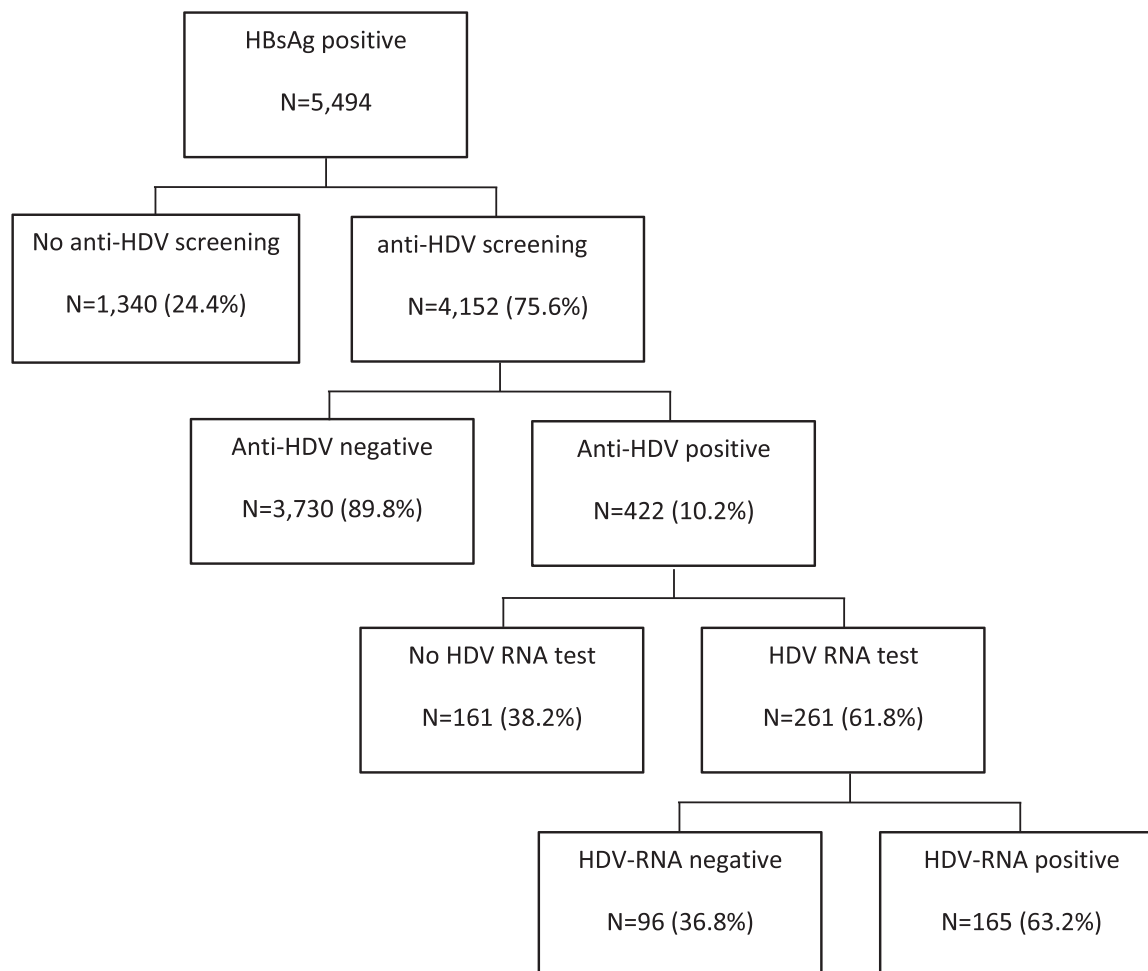 HBsAg positive
N=5,494
No anti-HDV screening
N=1,340 (24.4%)
anti-HDV screening
N=4,152 (75.6%)
Anti-HDV negative
N=3,730 (89.8%)
Anti-HDV positive
N=422 (10.2%)
No HDV RNA test
N=161 (38.2%)
HDV RNA test
N=261 (61.8%)
HDV-RNA negative
N=96 (36.8%)
HDV-RNA positive
N=165 (63.2%)